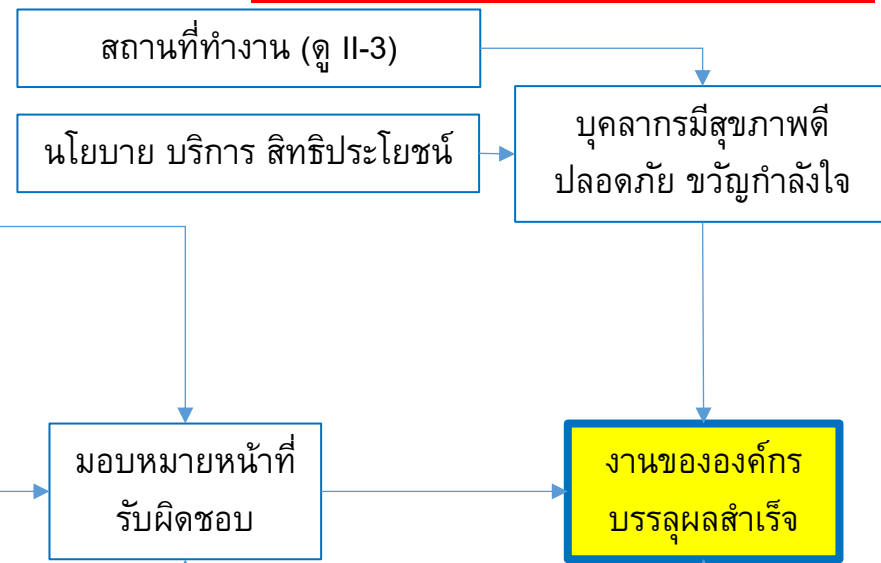 สถานที่ทำงาน (ดู II-3)
นโยบาย บริการ สิทธิประโยชน์
บุคลากรมีสุขภาพดี
ปลอดภัย ขวัญกำลังใจ
มอบหมายหน้าที่
รับผิดชอบ
งานขององค์กร
บรรลุผลสำเร็จ